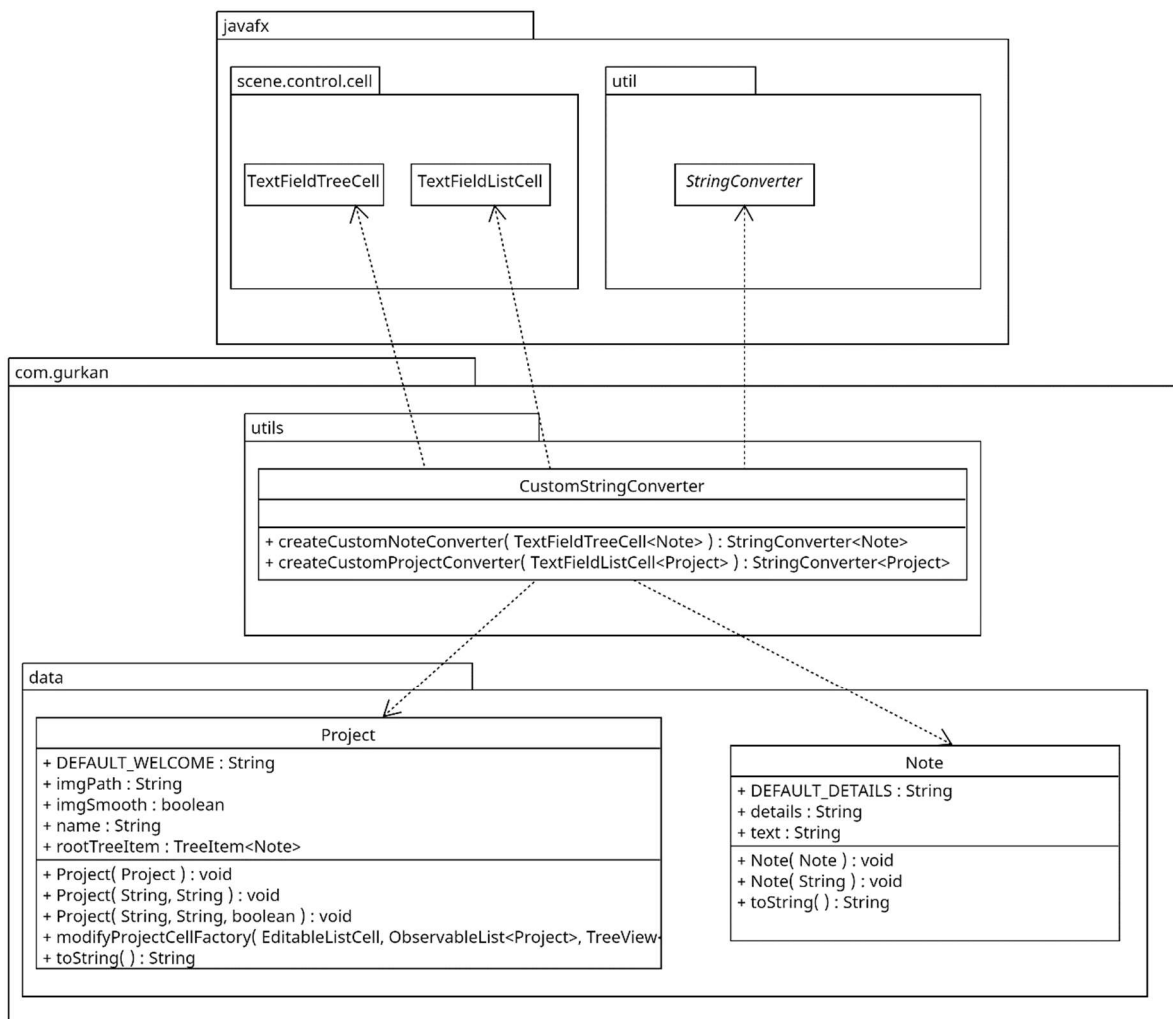 javafx
scene.control.cell
util
TextFieldTreeCell
TextFieldListCell
StringConverter
com.gurkan
utils
CustomStringConverter
+ createCustomNoteConverter( TextFieldTreeCell<Note> ) : StringConverter<Note>
+ createCustomProjectConverter( TextFieldListCell<Project> ) : StringConverter<Project>
data
Project
+ DEFAULT_WELCOME : String
+ imgPath : String
+ imgSmooth : boolean
+ name : String
+ rootTreeItem : TreeItem<Note>
+ Project( Project ) : void
+ Project( String, String ) : void
+ Project( String, String, boolean ) : void
+ modifyProjectCellFactory( EditableListCell, ObservableList<Project>, TreeView<
+ toString( ) : String
Note
+ DEFAULT_DETAILS : String
+ details : String
+ text : String
+ Note( Note ) : void
+ Note( String ) : void
+ toString( ) : String